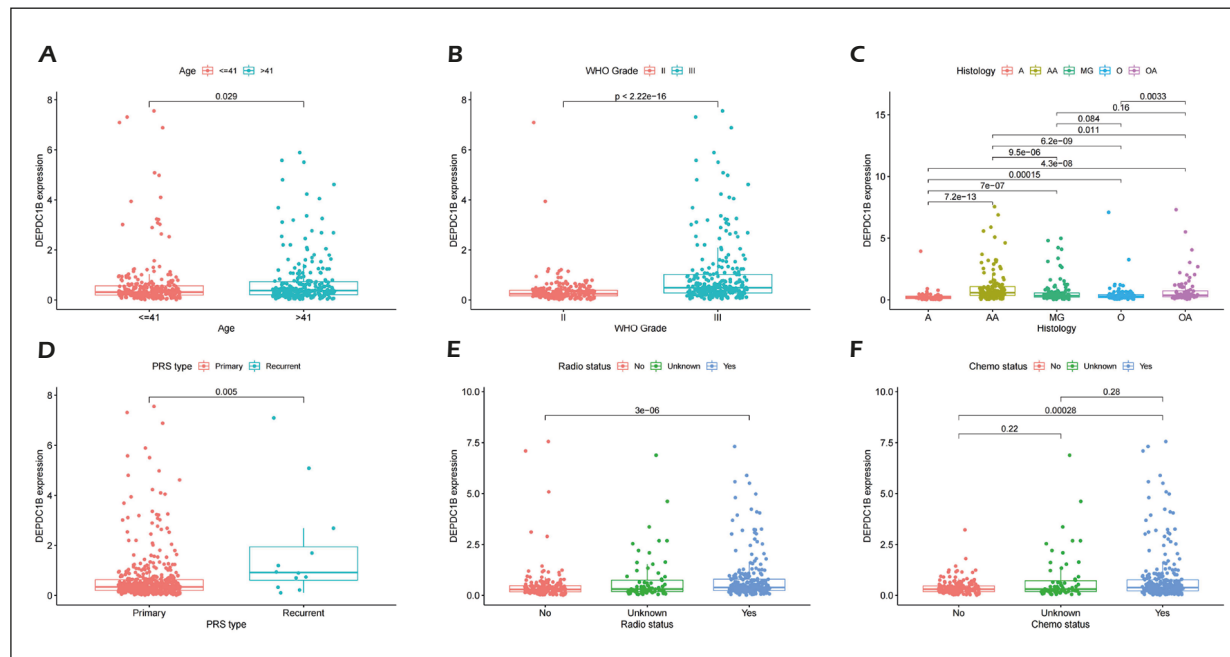 A
Age <=41 >41
8
6
4
2
0
DEPDC1B expression
0.029
<=41 >41
Age
B
WHO Grade II III
8
6
4
2
0
DEPDC1B expression
p < 2.22e−16
II III
WHO Grade
C
Histology A AA MG O OA
15
10
5
0
DEPDC1B expression
0.0033
0.16
0.084
0.011
6.2e−09
9.5e−06
4.3e−08
0.00015
7e−07
7.2e−13
A AA MG O OA
Histology
D
PRS type Primary Recurrent
8
6
4
2
0
DEPDC1B expression
0.005
Primary Recurrent
PRS type
E
Radio status No Unknown Yes
10.0
7.5
5.0
2.5
0.0
DEPDC1B expression
3e−06
No Unknown Yes
Radio status
F
Chemo status No Unknown Yes
10.0
7.5
5.0
2.5
0.0
DEPDC1B expression
0.28
0.00028
0.22
No Unknown Yes
Chemo status